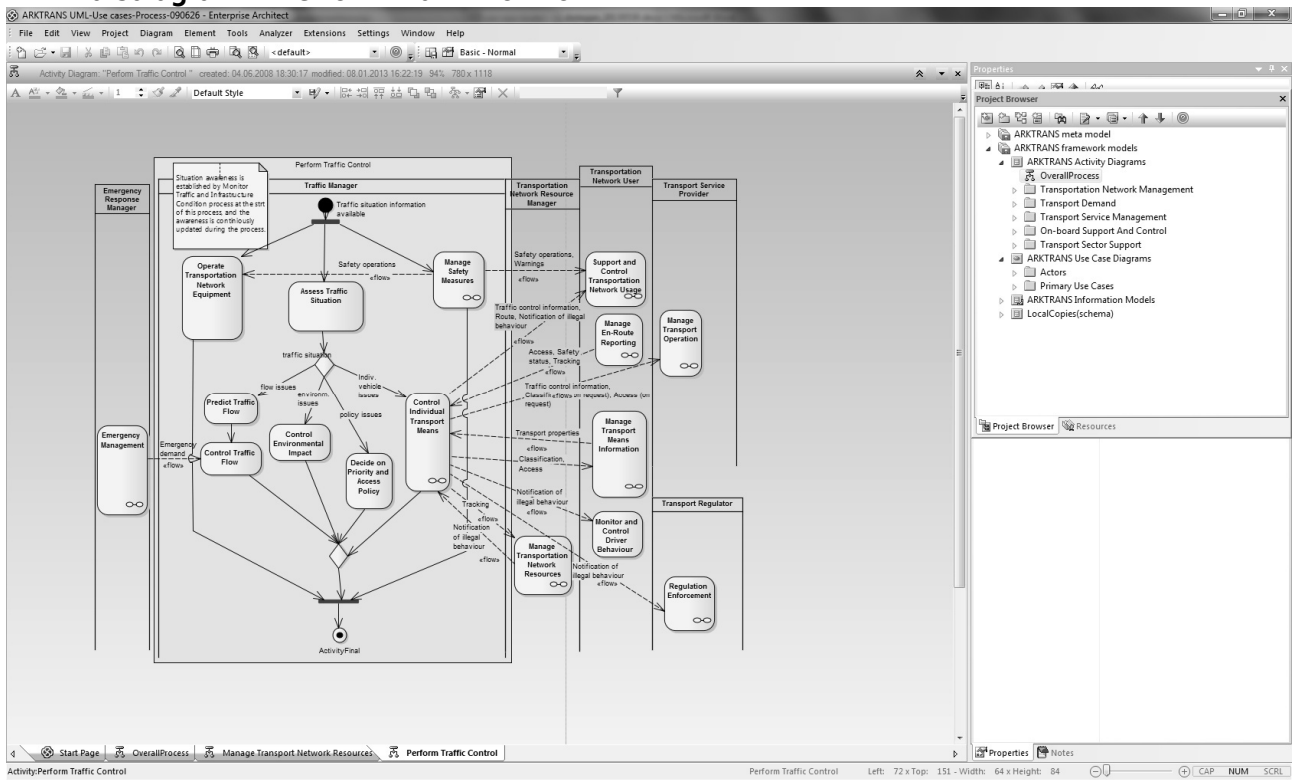 ARKTRANS UML-Use cases-Process-090626 - Enterprise Architect
File Edit View Project Diagram Element Tools Analyzer Extensions Settings Window Help
<default>
Basic - Normal
Activity Diagram: "Perform Traffic Control" created: 04.06.2008 18:30:17 modified: 08.01.2013 16:22:19 94% 780 x 1118
1
Default Style
Perform Traffic Control
Situation awareness is
established by Monitor
Traffic and Infrastructure
Condition process at the strt
of this process, and the
awareness is continiously
updated during the process.
Emergency
Response
Manager
Traffic Manager
Transportation
Network Resource
Manager
Transportation
Network User
Transport Service
Provider
Traffic situation information
available
Operate
Transportation
Network
Equipment
Safety operations
«flow»
Manage
Safety
Measures
Safety operations,
Warnings
«flow»
Support and
Control
Transportation
Network Usage
Assess Traffic
Situation
Traffic control information,
Route, Notification of illegal
behaviour
«flow»
Manage
En-Route
Reporting
Manage
Transport
Operation
traffic situation
Access, Safety
status, Tracking
«flow»
flow issues
environm.
issues
Indiv.
vehicle
issues
policy issues
Traffic control information,
request), Access (on
request)
Predict Traffic
Flow
Control
Individual
Transport
Means
Manage
Transport
Means
Information
Emergency
Management
Emergency
demand
«flow»
Control Traffic
Flow
Control
Environmental
Impact
Decide on
Priority and
Access
Policy
Transport properties
«flow»
Classification,
Access
Notification of
illegal behaviour
«flow»
Transport Regulator
Tracking
«flow»
Notification
of illegal
behaviour
«flow»
Monitor and
Control
Driver
Behaviour
Manage
Transportation
Network
Resources
Notification of
illegal behaviour
«flow»
Regulation
Enforcement
ActivityFinal
Properties
Project Browser
ARKTRANS meta model
ARKTRANS framework models
ARKTRANS Activity Diagrams
OverallProcess
Transportation Network Management
Transport Demand
Transport Service Management
On-board Support And Control
Transport Sector Support
ARKTRANS Use Case Diagrams
Actors
Primary Use Cases
ARKTRANS Information Models
LocalCopies(schema)
Project Browser Resources
Start Page OverallProcess Manage Transport Network Resources Perform Traffic Control
Properties Notes
Activity:Perform Traffic Control
Perform Traffic Control Left: 72 x Top: 151 - Width: 64 x Height: 84 CAP NUM SCRL